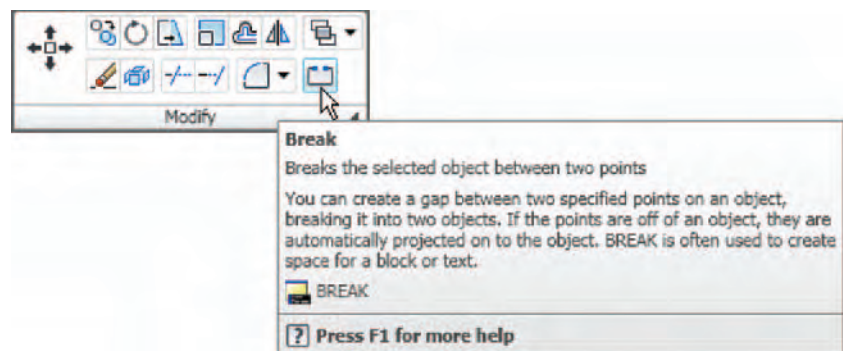 Modify
Break
Breaks the selected object between two points
You can create a gap between two specified points on an object,
breaking it into two objects. If the points are off of an object, they are
automatically projected on to the object. BREAK is often used to create
space for a block or text.
BREAK
? Press F1 for more help